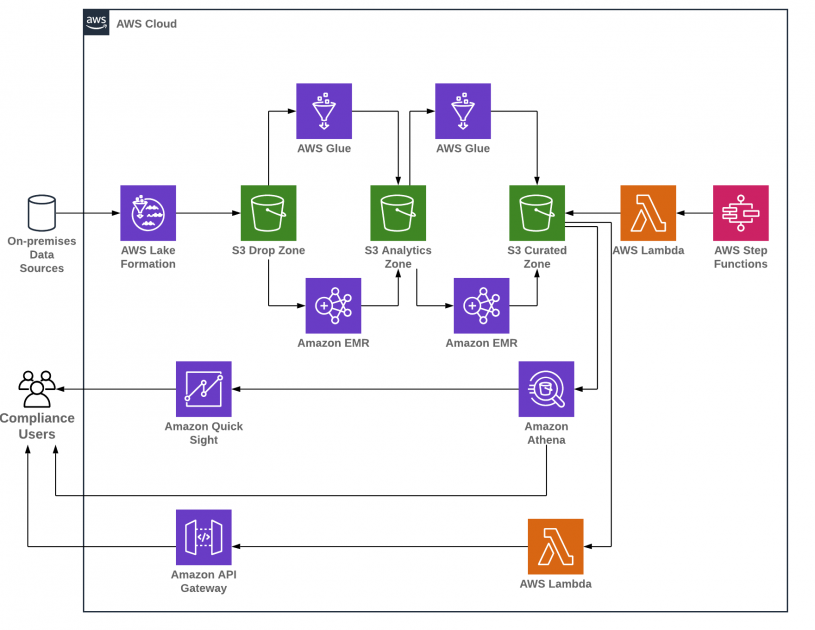 aws
AWS Cloud
AWS Glue
AWS Glue
On-premises
Data
Sources
AWS Lake
Formation
S3 Drop Zone
S3 Analytics
Zone
S3 Curated
Zone
AWS Lambda
AWS Step
Functions
Amazon EMR
Amazon EMR
Compliance
Users
Amazon Quick
Sight
Amazon
Athena
Amazon API
Gateway
AWS Lambda